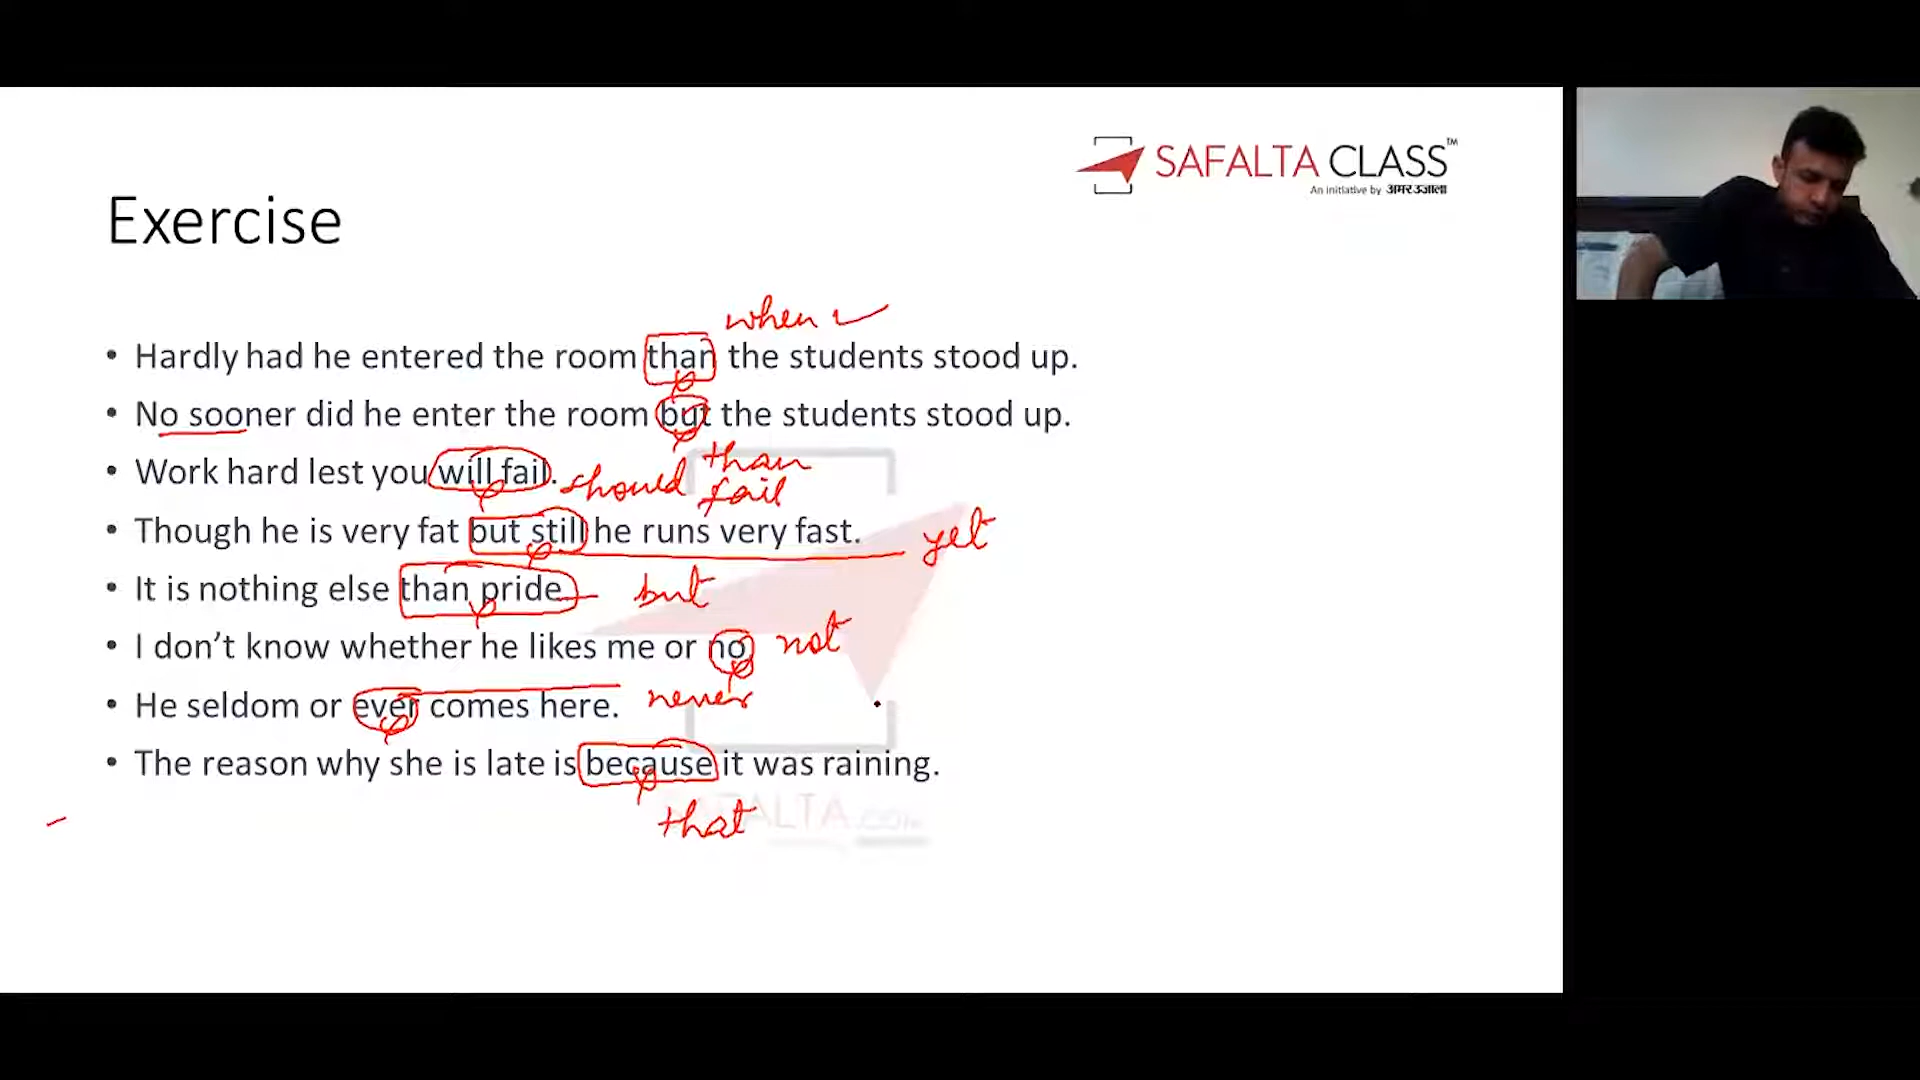 SAFALTA CLASS™
An initiative by अमर उजाला
Exercise
when
• Hardly had he entered the room than the students stood up.
• No sooner did he enter the room but the students stood up.
than
• Work hard lest you will fail. should fail
• Though he is very fat but still he runs very fast. yet
• It is nothing else than pride but
• I don’t know whether he likes me or no not
• He seldom or ever comes here. never
• The reason why she is late is because it was raining.
that
SAFALTA.com